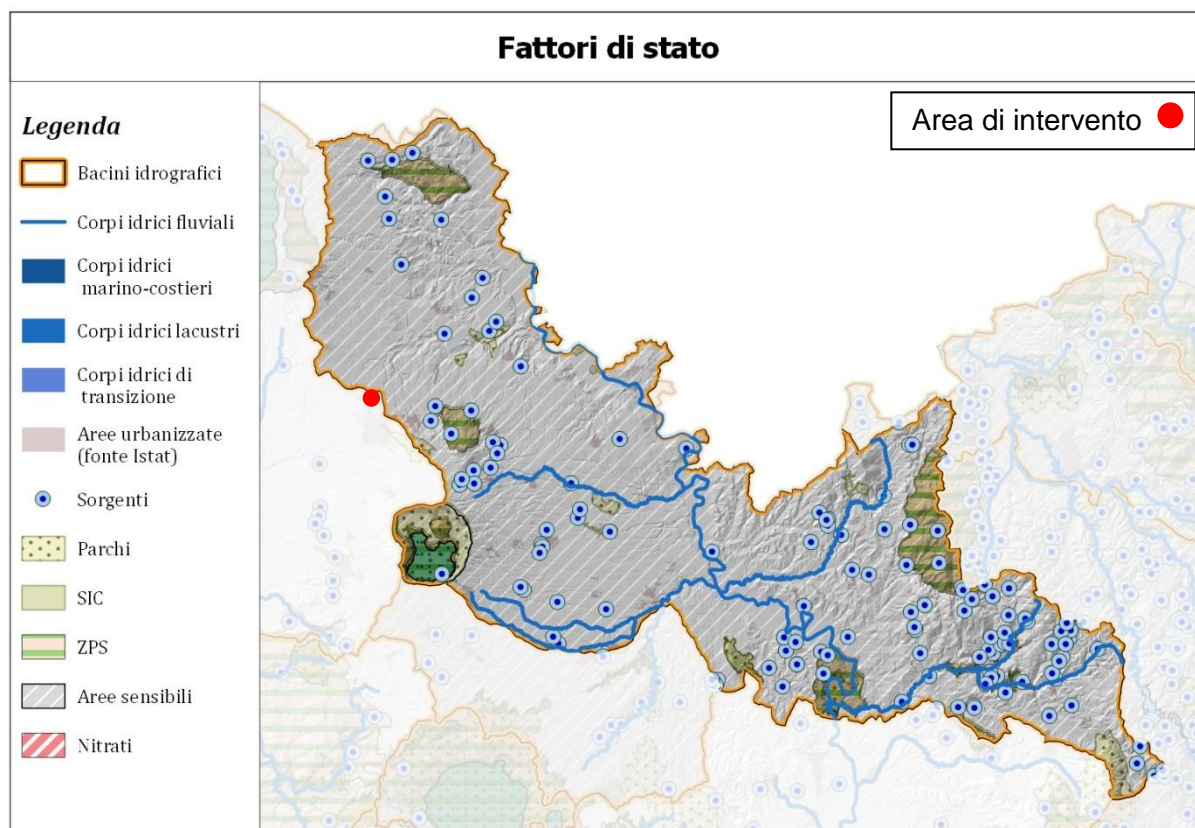 Fattori di stato
Legenda
Bacini idrografici
Corpi idrici fluviali
Corpi idrici
marino-costieri
Corpi idrici lacustri
Corpi idrici di
transizione
Aree urbanizzate
(fonte Istat)
Sorgenti
Parchi
SIC
ZPS
Aree sensibili
Nitrati
Area di intervento